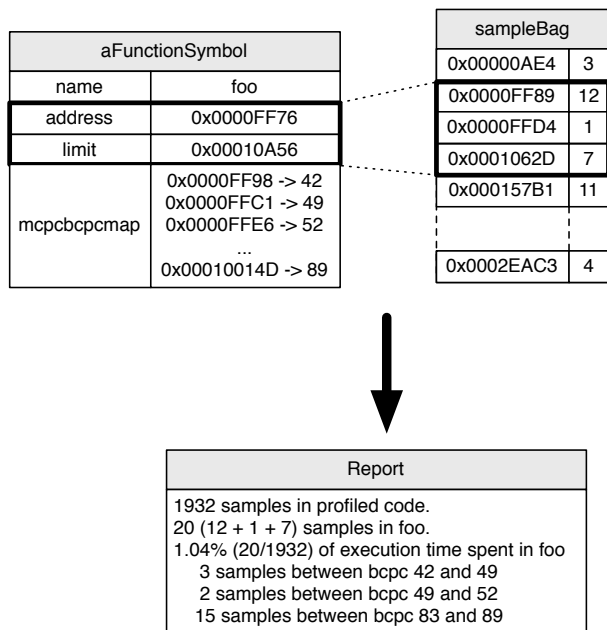 aFunctionSymbol
name foo
address 0x0000FF76
limit 0x00010A56
mcpcbcpcmap
0x0000FF98 -> 42
0x0000FFC1 -> 49
0x0000FFE6 -> 52
...
0x00010014D -> 89
sampleBag
0x00000AE4 3
0x0000FF89 12
0x0000FFD4 1
0x0001062D 7
0x000157B1 11
0x0002EAC3 4
Report
1932 samples in profiled code.
20 (12 + 1 + 7) samples in foo.
1.04% (20/1932) of execution time spent in foo
3 samples between bcpc 42 and 49
2 samples between bcpc 49 and 52
15 samples between bcpc 83 and 89